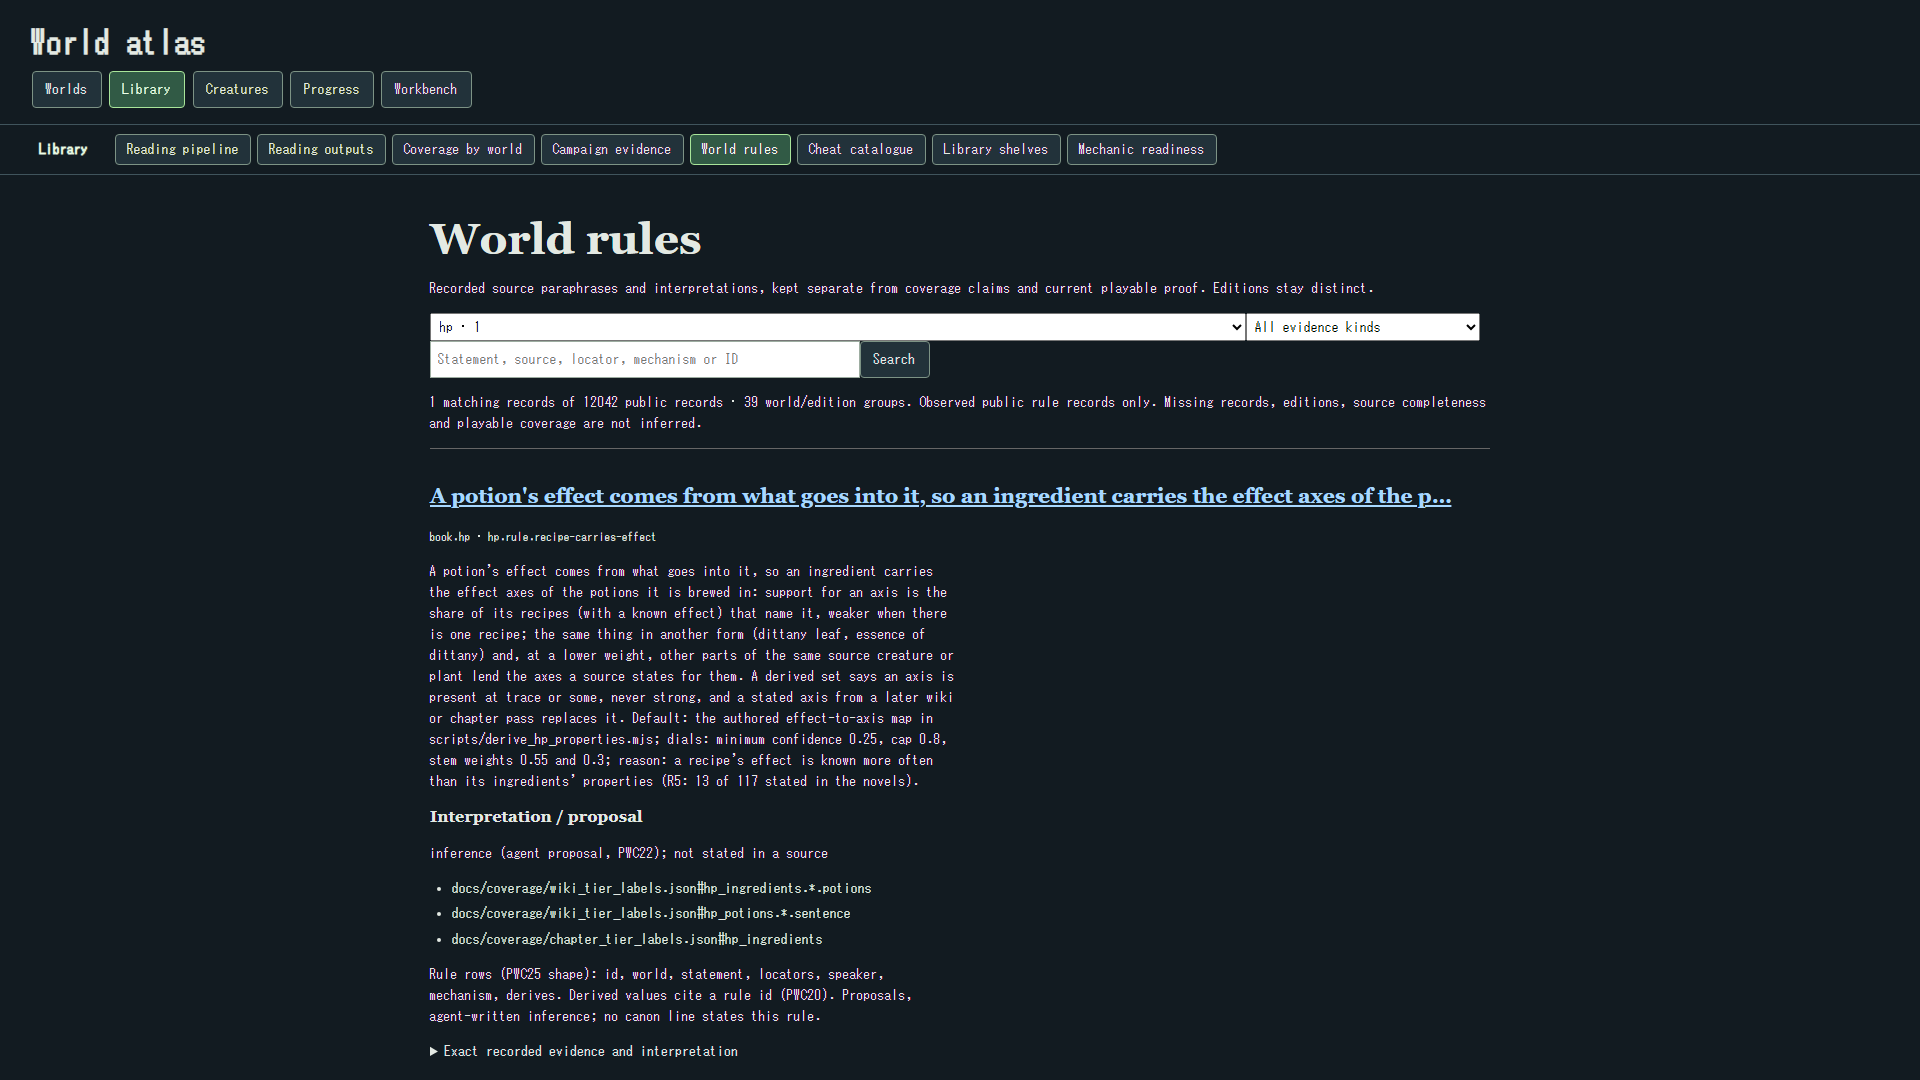 World atlas
Worlds Library Creatures Progress Workbench
Library Reading pipeline Reading outputs Coverage by world Campaign evidence World rules Cheat catalogue Library shelves Mechanic readiness
World rules
Recorded source paraphrases and interpretations, kept separate from coverage claims and current playable proof. Editions stay distinct.
hp · 1 All evidence kinds
Statement, source, locator, mechanism or ID Search
1 matching records of 12042 public records · 39 world/edition groups. Observed public rule records only. Missing records, editions, source completeness
and playable coverage are not inferred.
A potion's effect comes from what goes into it, so an ingredient carries the effect axes of the p...
book.hp · hp.rule.recipe-carries-effect
A potion's effect comes from what goes into it, so an ingredient carries
the effect axes of the potions it is brewed in: support for an axis is the
share of its recipes (with a known effect) that name it, weaker when there
is one recipe; the same thing in another form (dittany leaf, essence of
dittany) and, at a lower weight, other parts of the same source creature or
plant lend the axes a source states for them. A derived set says an axis is
present at trace or some, never strong, and a stated axis from a later wiki
or chapter pass replaces it. Default: the authored effect-to-axis map in
scripts/derive_hp_properties.mjs; dials: minimum confidence 0.25, cap 0.8,
stem weights 0.55 and 0.3; reason: a recipe's effect is known more often
than its ingredients' properties (R5: 13 of 117 stated in the novels).
Interpretation / proposal
inference (agent proposal, PWC22); not stated in a source
• docs/coverage/wiki_tier_labels.json#hp_ingredients.*.potions
• docs/coverage/wiki_tier_labels.json#hp_potions.*.sentence
• docs/coverage/chapter_tier_labels.json#hp_ingredients
Rule rows (PWC25 shape): id, world, statement, locators, speaker,
mechanism, derives. Derived values cite a rule id (PWC20). Proposals,
agent-written inference; no canon line states this rule.
▶ Exact recorded evidence and interpretation